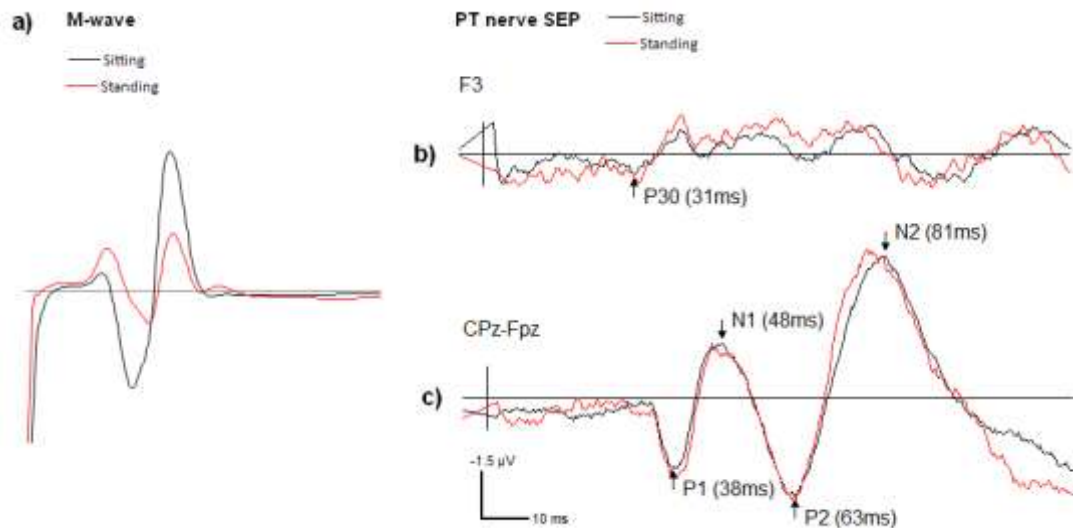 a) M-wave
Sitting
Standing
PT nerve SEP
Sitting
Standing
F3
b)
P30 (31ms)
N2 (81ms)
N1 (48ms)
CPz-Fpz
c)
-1.5 µV
P1 (38ms)
10 ms
P2 (63ms)